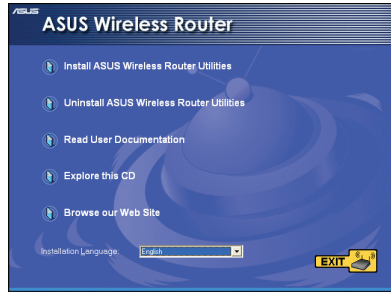 ASUS
ASUS Wireless Router
Install ASUS Wireless Router Utilities
Uninstall ASUS Wireless Router Utilities
Read User Documentation
Explore this CD
Browse our Web Site
Installation Language: English
EXIT